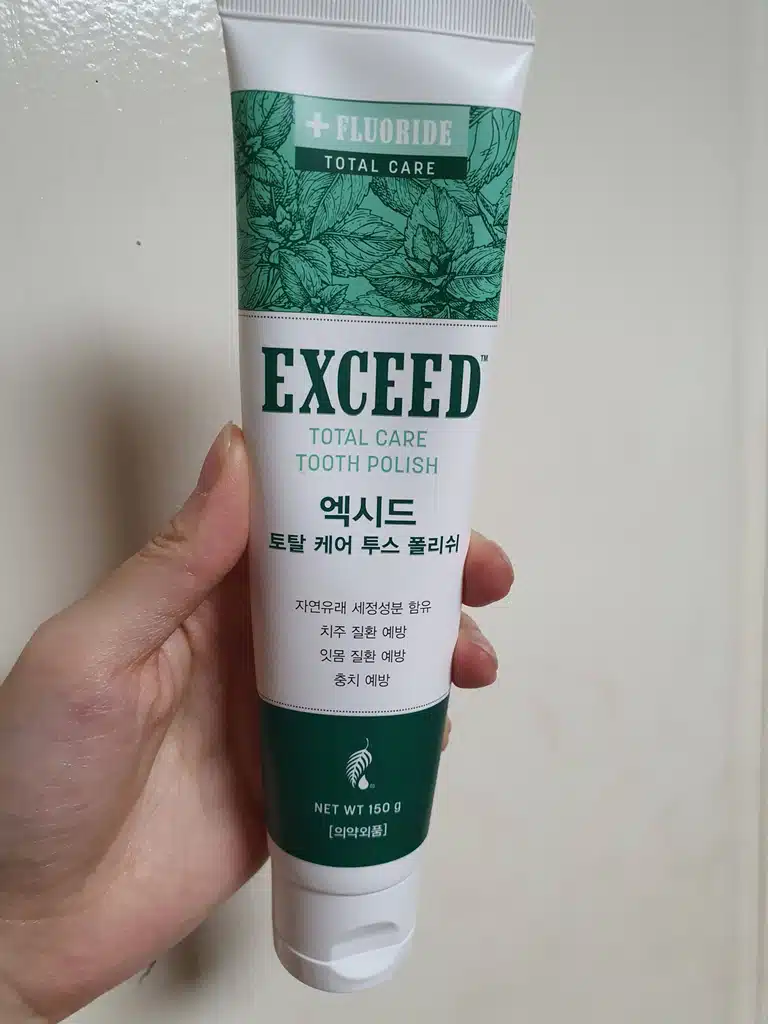 + FLUORIDE
TOTAL CARE
EXCEED™
TOTAL CARE
TOOTH POLISH
엑시드
토탈 케어 투스 폴리쉬
자연유래 세정성분 함유
치주 질환 예방
잇몸 질환 예방
충치 예방
NET WT 150 g
[의약외품]